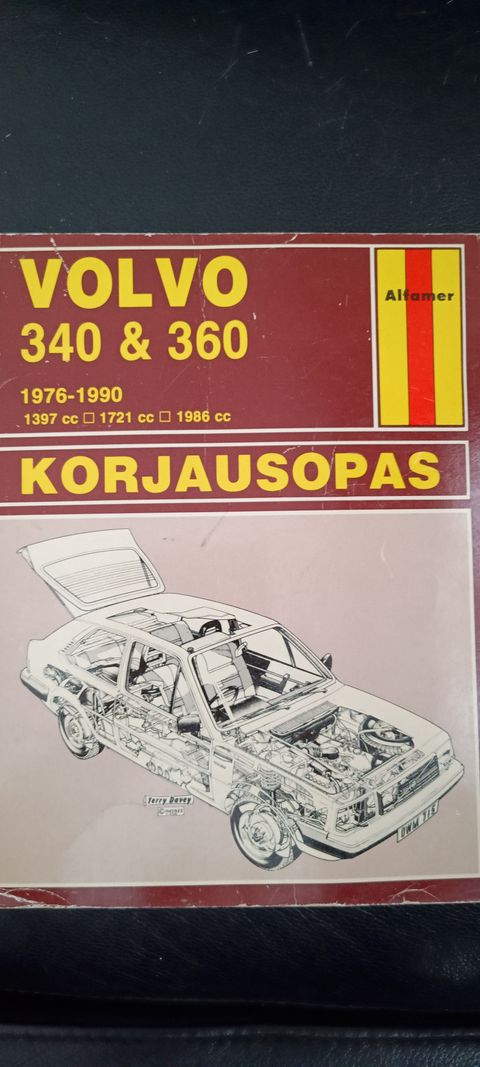 VOLVO
340 & 360
1976-1990
1397 cc □ 1721 cc □ 1986 cc
Alfamer
KORJAUSOPAS
Terry Davey